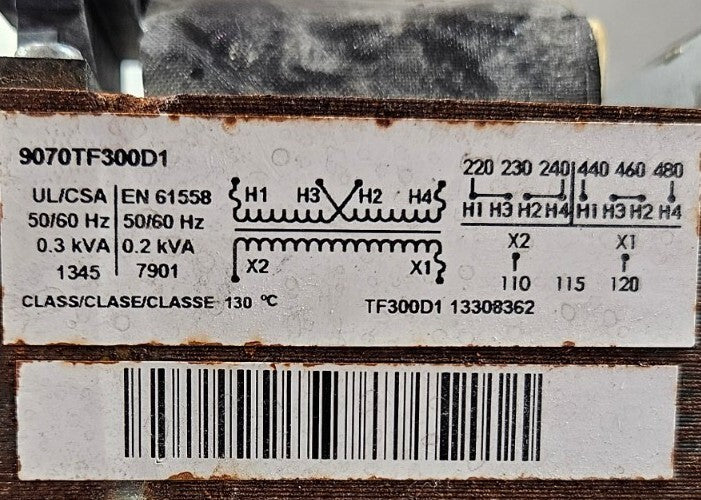 9070TF300D1
UL/CSA EN 61558
50/60 Hz 50/60 Hz
0.3 kVA 0.2 kVA
1345 7901
CLASS/CLASE/CLASSE 130 °C
H1 H3 H2 H4
X2 X1
220 230 240 440 460 480
H1 H3 H2 H4 H1 H3 H2 H4
X2 X1
110 115 120
TF300D1 13308362